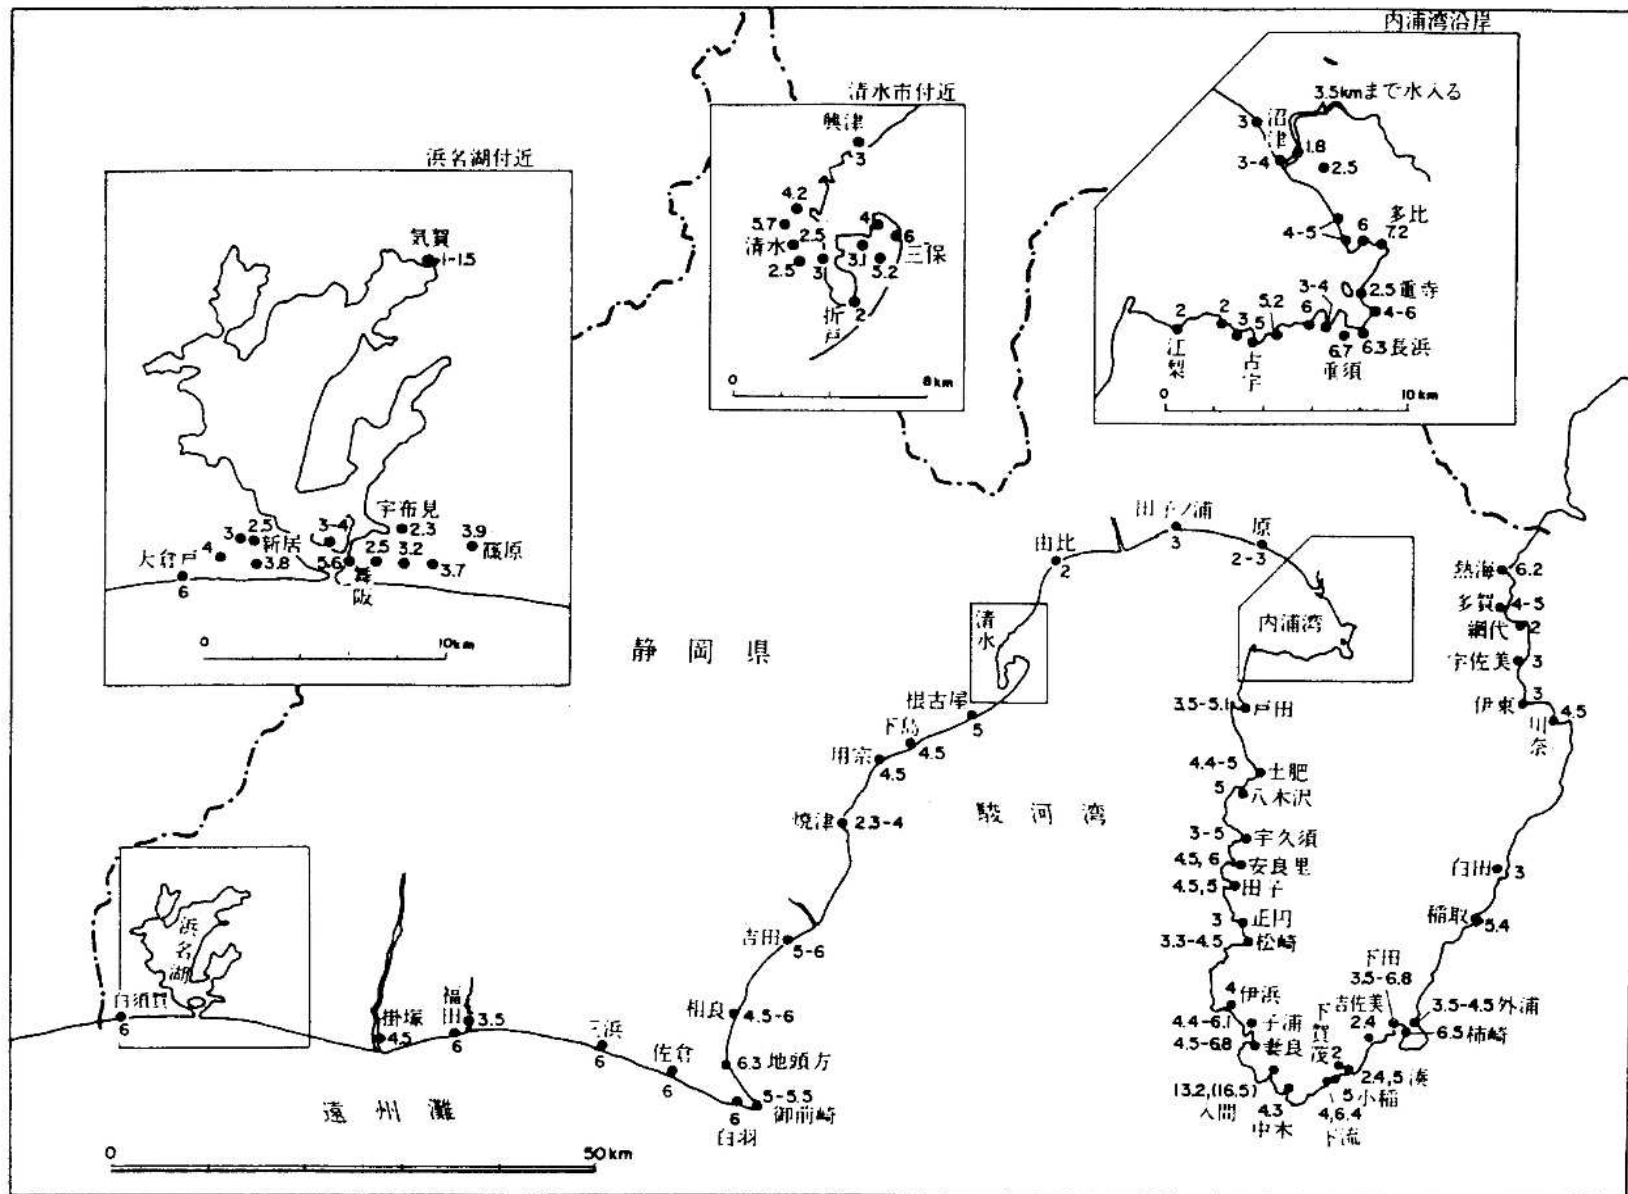 内浦湾沿岸
3.5kmまで水入る
3
沼津
3-4
1.8
2.5
多比
4-5
6
7.2
2.5
重寺
4-6
3-4
5.2
6
2
2
3
5
江梨
古宇
6.7
重須
6.3
長浜
0
10km
清水市付近
興津
3
4.2
5.7
清水
2.5
2.5
3
4
6
三保
3.1
5.2
折戸
2
0
8km
浜名湖付近
気賀
1-1.5
宇布見
2.3
3-4
3.9
篠原
3
2.5
新居
4
3.8
大倉戸
6
5.6
舞阪
2.5
3.2
3.7
0
10km
静岡県
田子ノ浦
3
原
2-3
由比
2
清水
内浦湾
熱海
6.2
多賀
4-5
網代
2
宇佐美
3
伊東
3
川奈
4.5
根古屋
5
下島
4.5
用宗
4.5
焼津
2.3-4
駿河湾
3.5-5.1
戸田
4.4-5
土肥
5
八木沢
3-5
宇久須
4.5, 6
安良里
4.5, 5
田子
3
3.3-4.5
松崎
白田
3
稲取
5.4
吉田
5-6
相良
4.5-6
6.3
地頭方
5-5.5
御前崎
6
白羽
佐倉
6
三浜
6
福田
3.5
6
掛塚
4.5
浜名湖
白須賀
6
遠州灘
0
50km
4
伊浜
4.4-6.1
子浦
4.5-6.8
妻良
13.2,(16.5)
入間
4.3
中木
4,6.4
下流
5
小稲
2.4,5
湊
2
下賀茂
吉佐美
2.4
下田
3.5-6.8
3.5-4.5
外浦
6.5
柿崎